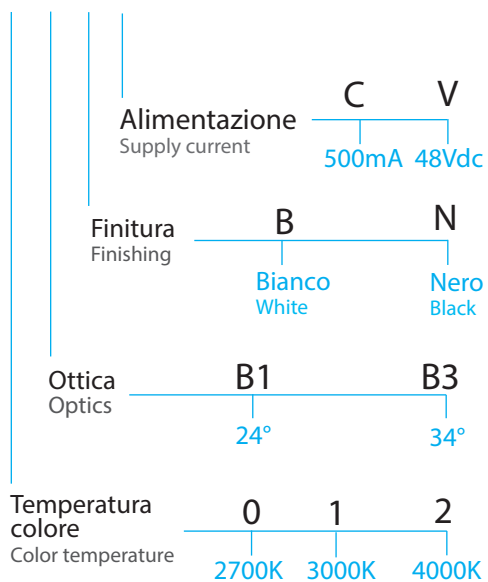 C V
Alimentazione
Supply current
500mA 48Vdc
B N
Finitura
Finishing
Bianco Nero
White Black
B1 B3
Ottica
Optics
24° 34°
Temperatura
colore
0 1 2
Color temperature
2700K 3000K 4000K